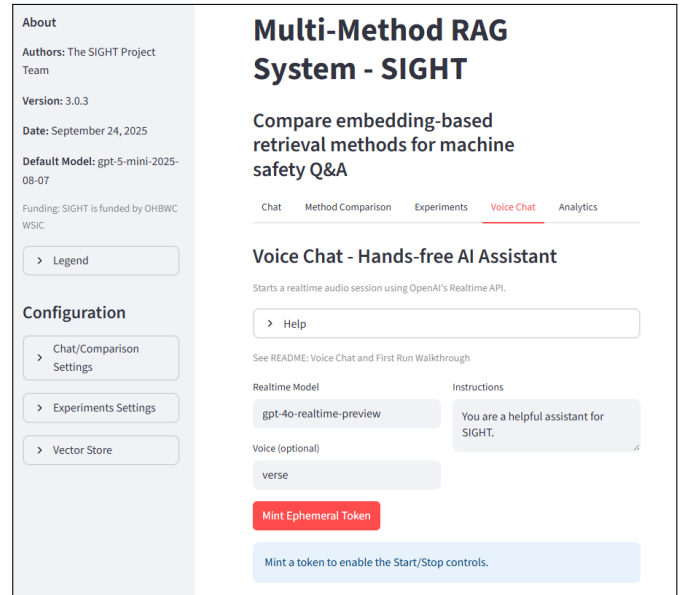 About
Authors: The SIGHT Project
Team
Version: 3.0.3
Date: September 24, 2025
Default Model: gpt-5-mini-2025-
08-07
Funding: SIGHT is funded by OHBWC
WSIC
Legend
Configuration
Chat/Comparison
Settings
Experiments Settings
Vector Store
Multi-Method RAG
System - SIGHT
Compare embedding-based
retrieval methods for machine
safety Q&A
Chat Method Comparison Experiments Voice Chat Analytics
Voice Chat - Hands-free AI Assistant
Starts a realtime audio session using OpenAI's Realtime API.
Help
See README: Voice Chat and First Run Walkthrough
Realtime Model
gpt-4o-realtime-preview
Voice (optional)
verse
Instructions
You are a helpful assistant for
SIGHT.
Mint Ephemeral Token
Mint a token to enable the Start/Stop controls.